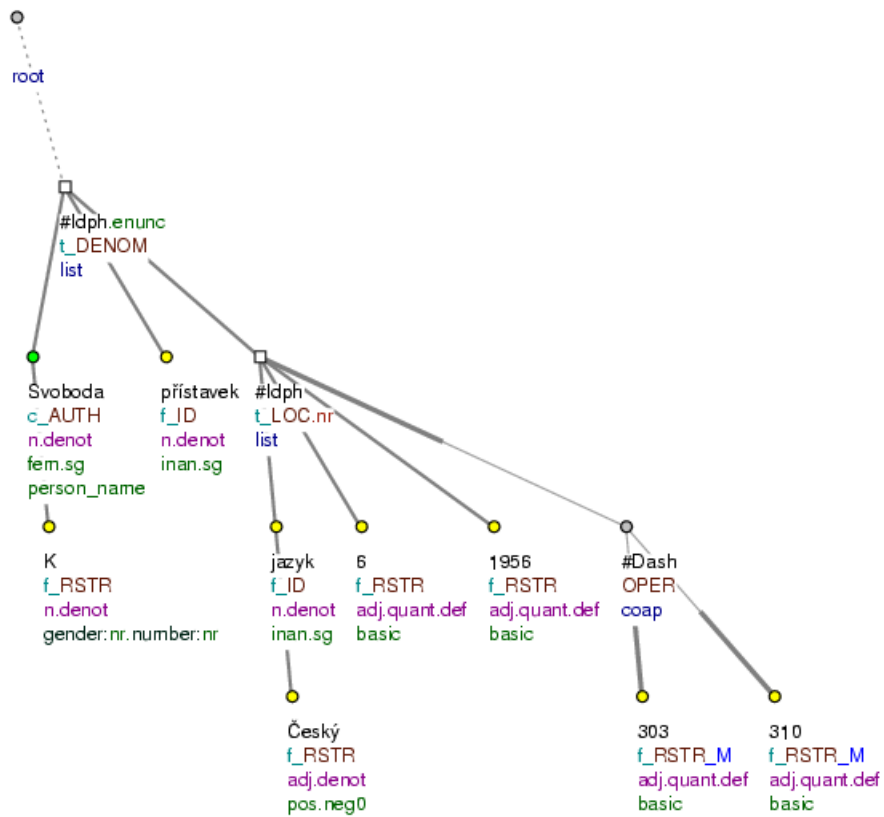 root
#Idph.enunc
t_DENOM
list
Svoboda
c_AUTH
n.denot
fem.sg
person_name
přístavek
f_ID
n.denot
inan.sg
#Idph
t_LOC.nr
list
K
f_RSTR
n.denot
gender:nr.number:nr
jazyk
f_ID
n.denot
inan.sg
6
f_RSTR
adj.quant.def
basic
1956
f_RSTR
adj.quant.def
basic
#Dash
OPER
coap
Český
f_RSTR
adj.denot
pos.neg0
303
f_RSTR_M
adj.quant.def
basic
310
f_RSTR_M
adj.quant.def
basic